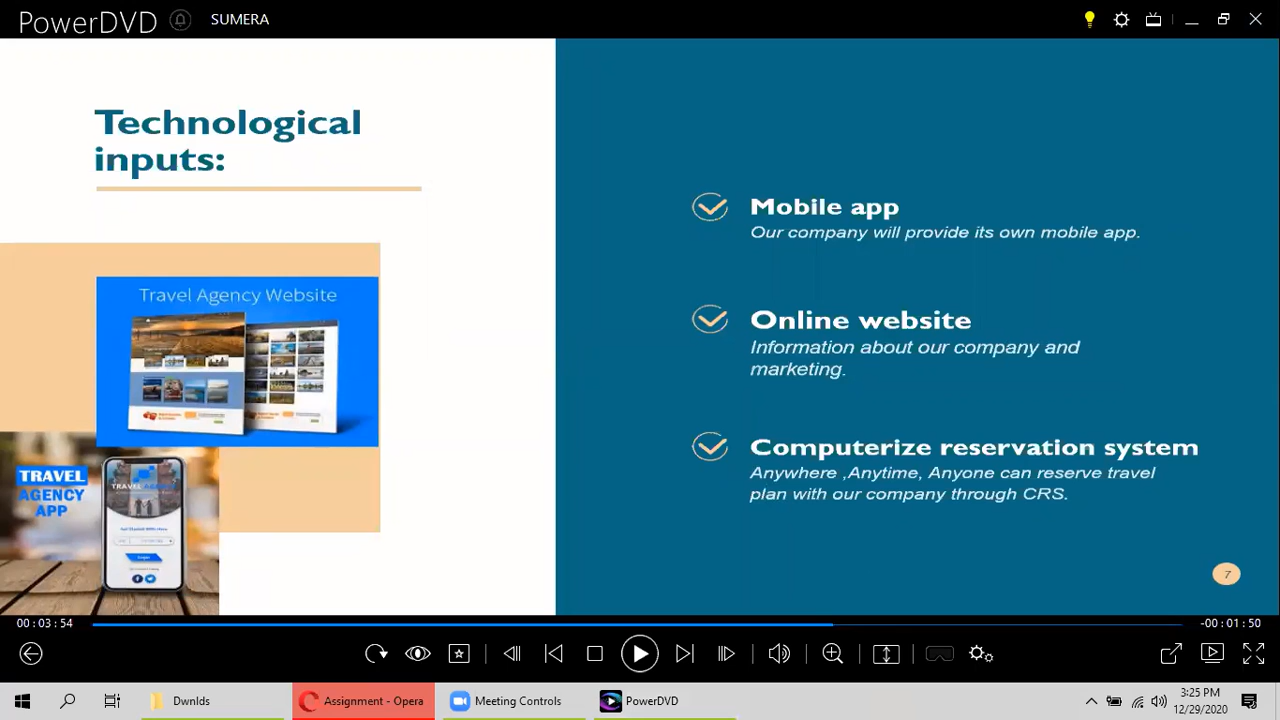 PowerDVD
SUMERA
Technological
inputs:
Travel Agency Website
TRAVEL
AGENCY
APP
TRAVEL
Mobile app
Our company will provide its own mobile app.
Online website
Information about our company and
marketing.
Computerize reservation system
Anywhere ,Anytime, Anyone can reserve travel
plan with our company through CRS.
7
00 : 03 : 54
-00 : 01 : 50
Dwnlds
Assignment - Opera
Meeting Controls
PowerDVD
3:25 PM
12/29/2020